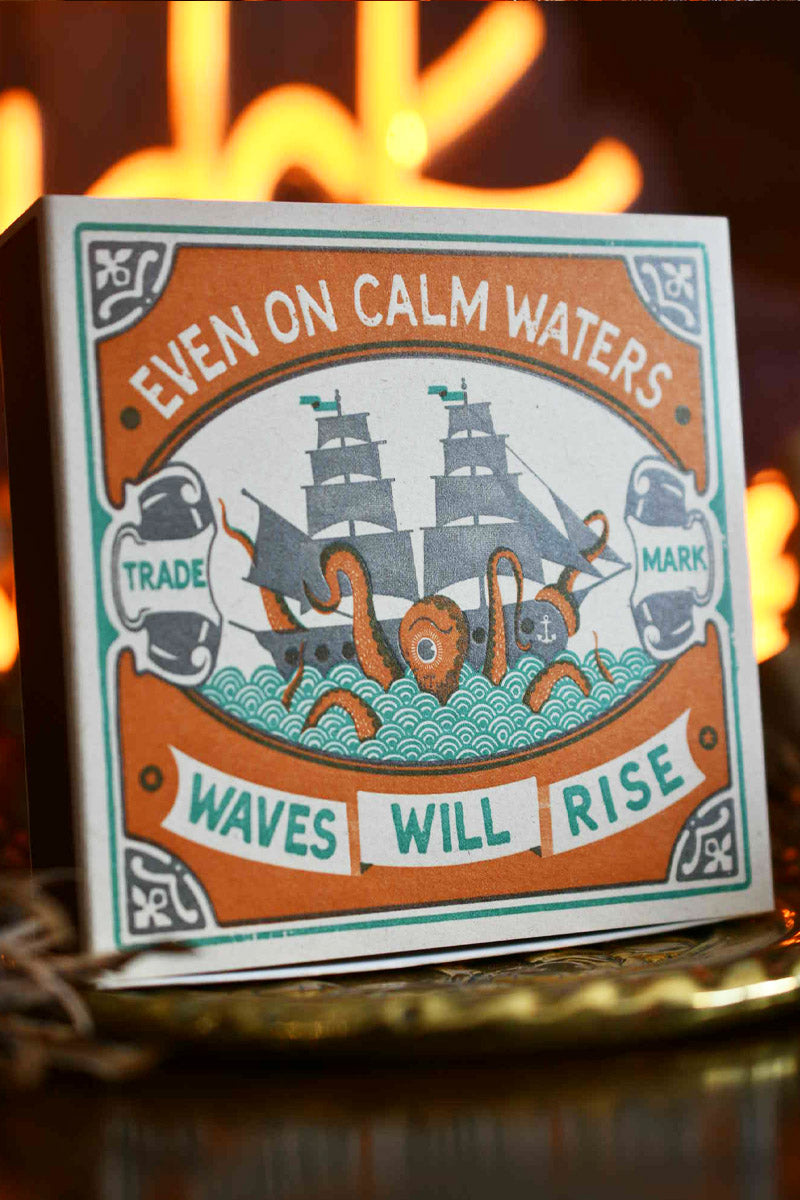 EVEN ON CALM WATERS
TRADE MARK
WAVES WILL RISE